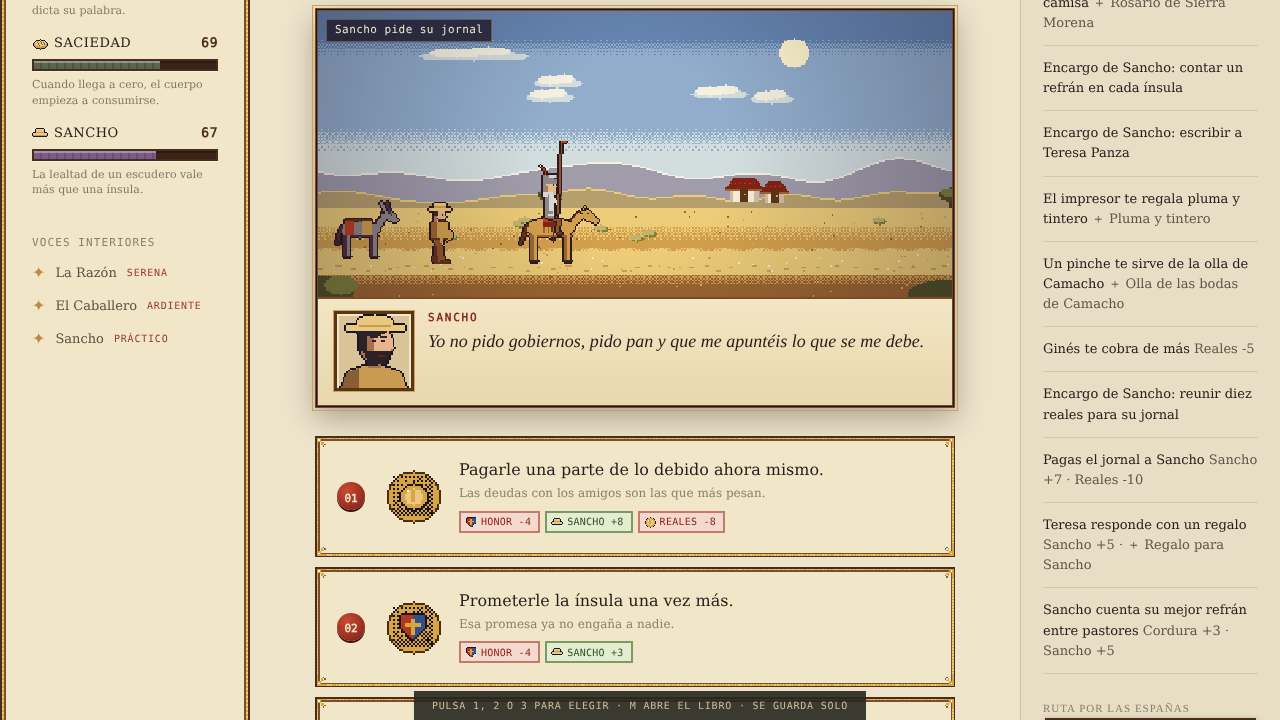 dicta su palabra.
SACIEDAD 69
Cuando llega a cero, el cuerpo
empieza a consumirse.
SANCHO 67
La lealtad de un escudero vale
más que una ínsula.
VOCES INTERIORES
La Razón SERENA
El Caballero ARDIENTE
Sancho PRÁCTICO
Sancho pide su jornal
SANCHO
Yo no pido gobiernos, pido pan y que me apuntéis lo que se me debe.
01
Pagarle una parte de lo debido ahora mismo.
Las deudas con los amigos son las que más pesan.
HONOR -4 SANCHO +8 REALES -8
02
Prometerle la ínsula una vez más.
Esa promesa ya no engaña a nadie.
HONOR -4 SANCHO +3
PULSA 1, 2 O 3 PARA ELEGIR · M ABRE EL LIBRO · SE GUARDA SOLO
camisa + Rosario de Sierra
Morena
Encargo de Sancho: contar un
refrán en cada ínsula
Encargo de Sancho: escribir a
Teresa Panza
El impresor te regala pluma y
tintero + Pluma y tintero
Un pinche te sirve de la olla de
Camacho + Olla de las bodas
de Camacho
Ginés te cobra de más Reales -5
Encargo de Sancho: reunir diez
reales para su jornal
Pagas el jornal a Sancho Sancho
+7 · Reales -10
Teresa responde con un regalo
Sancho +5 · + Regalo para
Sancho
Sancho cuenta su mejor refrán
entre pastores Cordura +3 ·
Sancho +5
RUTA POR LAS ESPAÑAS